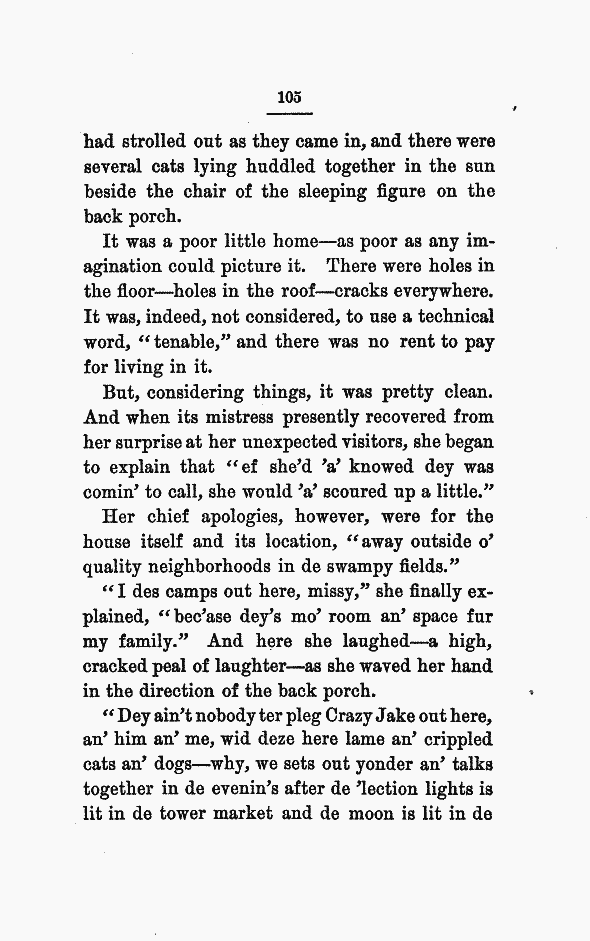 105
had strolled out as they came in, and there were
several cats lying huddled together in the sun
beside the chair of the sleeping figure on the
back porch.
It was a poor little home—as poor as any im-
agination could picture it. There were holes in
the floor—holes in the roof—cracks everywhere.
It was, indeed, not considered, to use a technical
word, “tenable,” and there was no rent to pay
for living in it.
But, considering things, it was pretty clean.
And when its mistress presently recovered from
her surprise at her unexpected visitors, she began
to explain that “ef she’d ’a’ knowed dey was
comin’ to call, she would ’a’ scoured up a little.”
Her chief apologies, however, were for the
house itself and its location, “away outside o’
quality neighborhoods in de swampy fields.”
“I des camps out here, missy,” she finally ex-
plained, “bec’ase dey’s mo’ room an’ space fur
my family.” And here she laughed—a high,
cracked peal of laughter—as she waved her hand
in the direction of the back porch.
“Dey ain’t nobody ter pleg Crazy Jake out here,
an’ him an’ me, wid deze here lame an’ crippled
cats an’ dogs—why, we sets out yonder an’ talks
together in de evenin’s after de ’lection lights is
lit in de tower market and de moon is lit in de